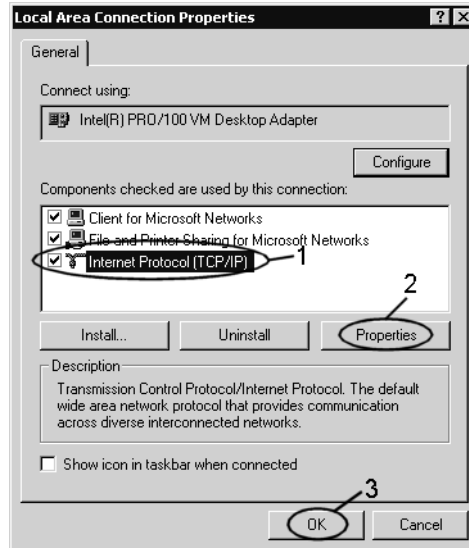 Local Area Connection Properties
General
Connect using:
Intel(R) PRO/100 VM Desktop Adapter
Configure
Components checked are used by this connection:
Client for Microsoft Networks
File and Printer Sharing for Microsoft Networks
Internet Protocol (TCP/IP)
1
2
Install...
Uninstall
Properties
Description
Transmission Control Protocol/Internet Protocol. The default
wide area network protocol that provides communication
across diverse interconnected networks.
Show icon in taskbar when connected
3
OK
Cancel